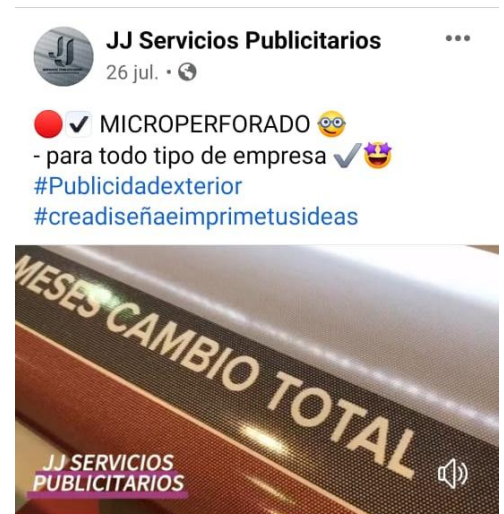 JJ Servicios Publicitarios
26 jul.
🔴☑️ MICROPERFORADO 🤓
- para todo tipo de empresa ✔️🤩
#Publicidadexterior
#creadiseñaeimprimetusideas
MESES CAMBIO TOTAL
JJ SERVICIOS
PUBLICITARIOS